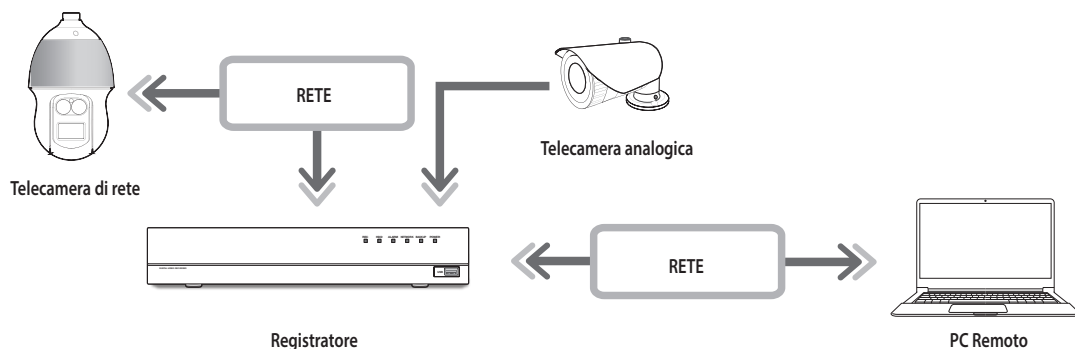 RETE
Telecamera analogica
Telecamera di rete
RETE
Registratore
PC Remoto